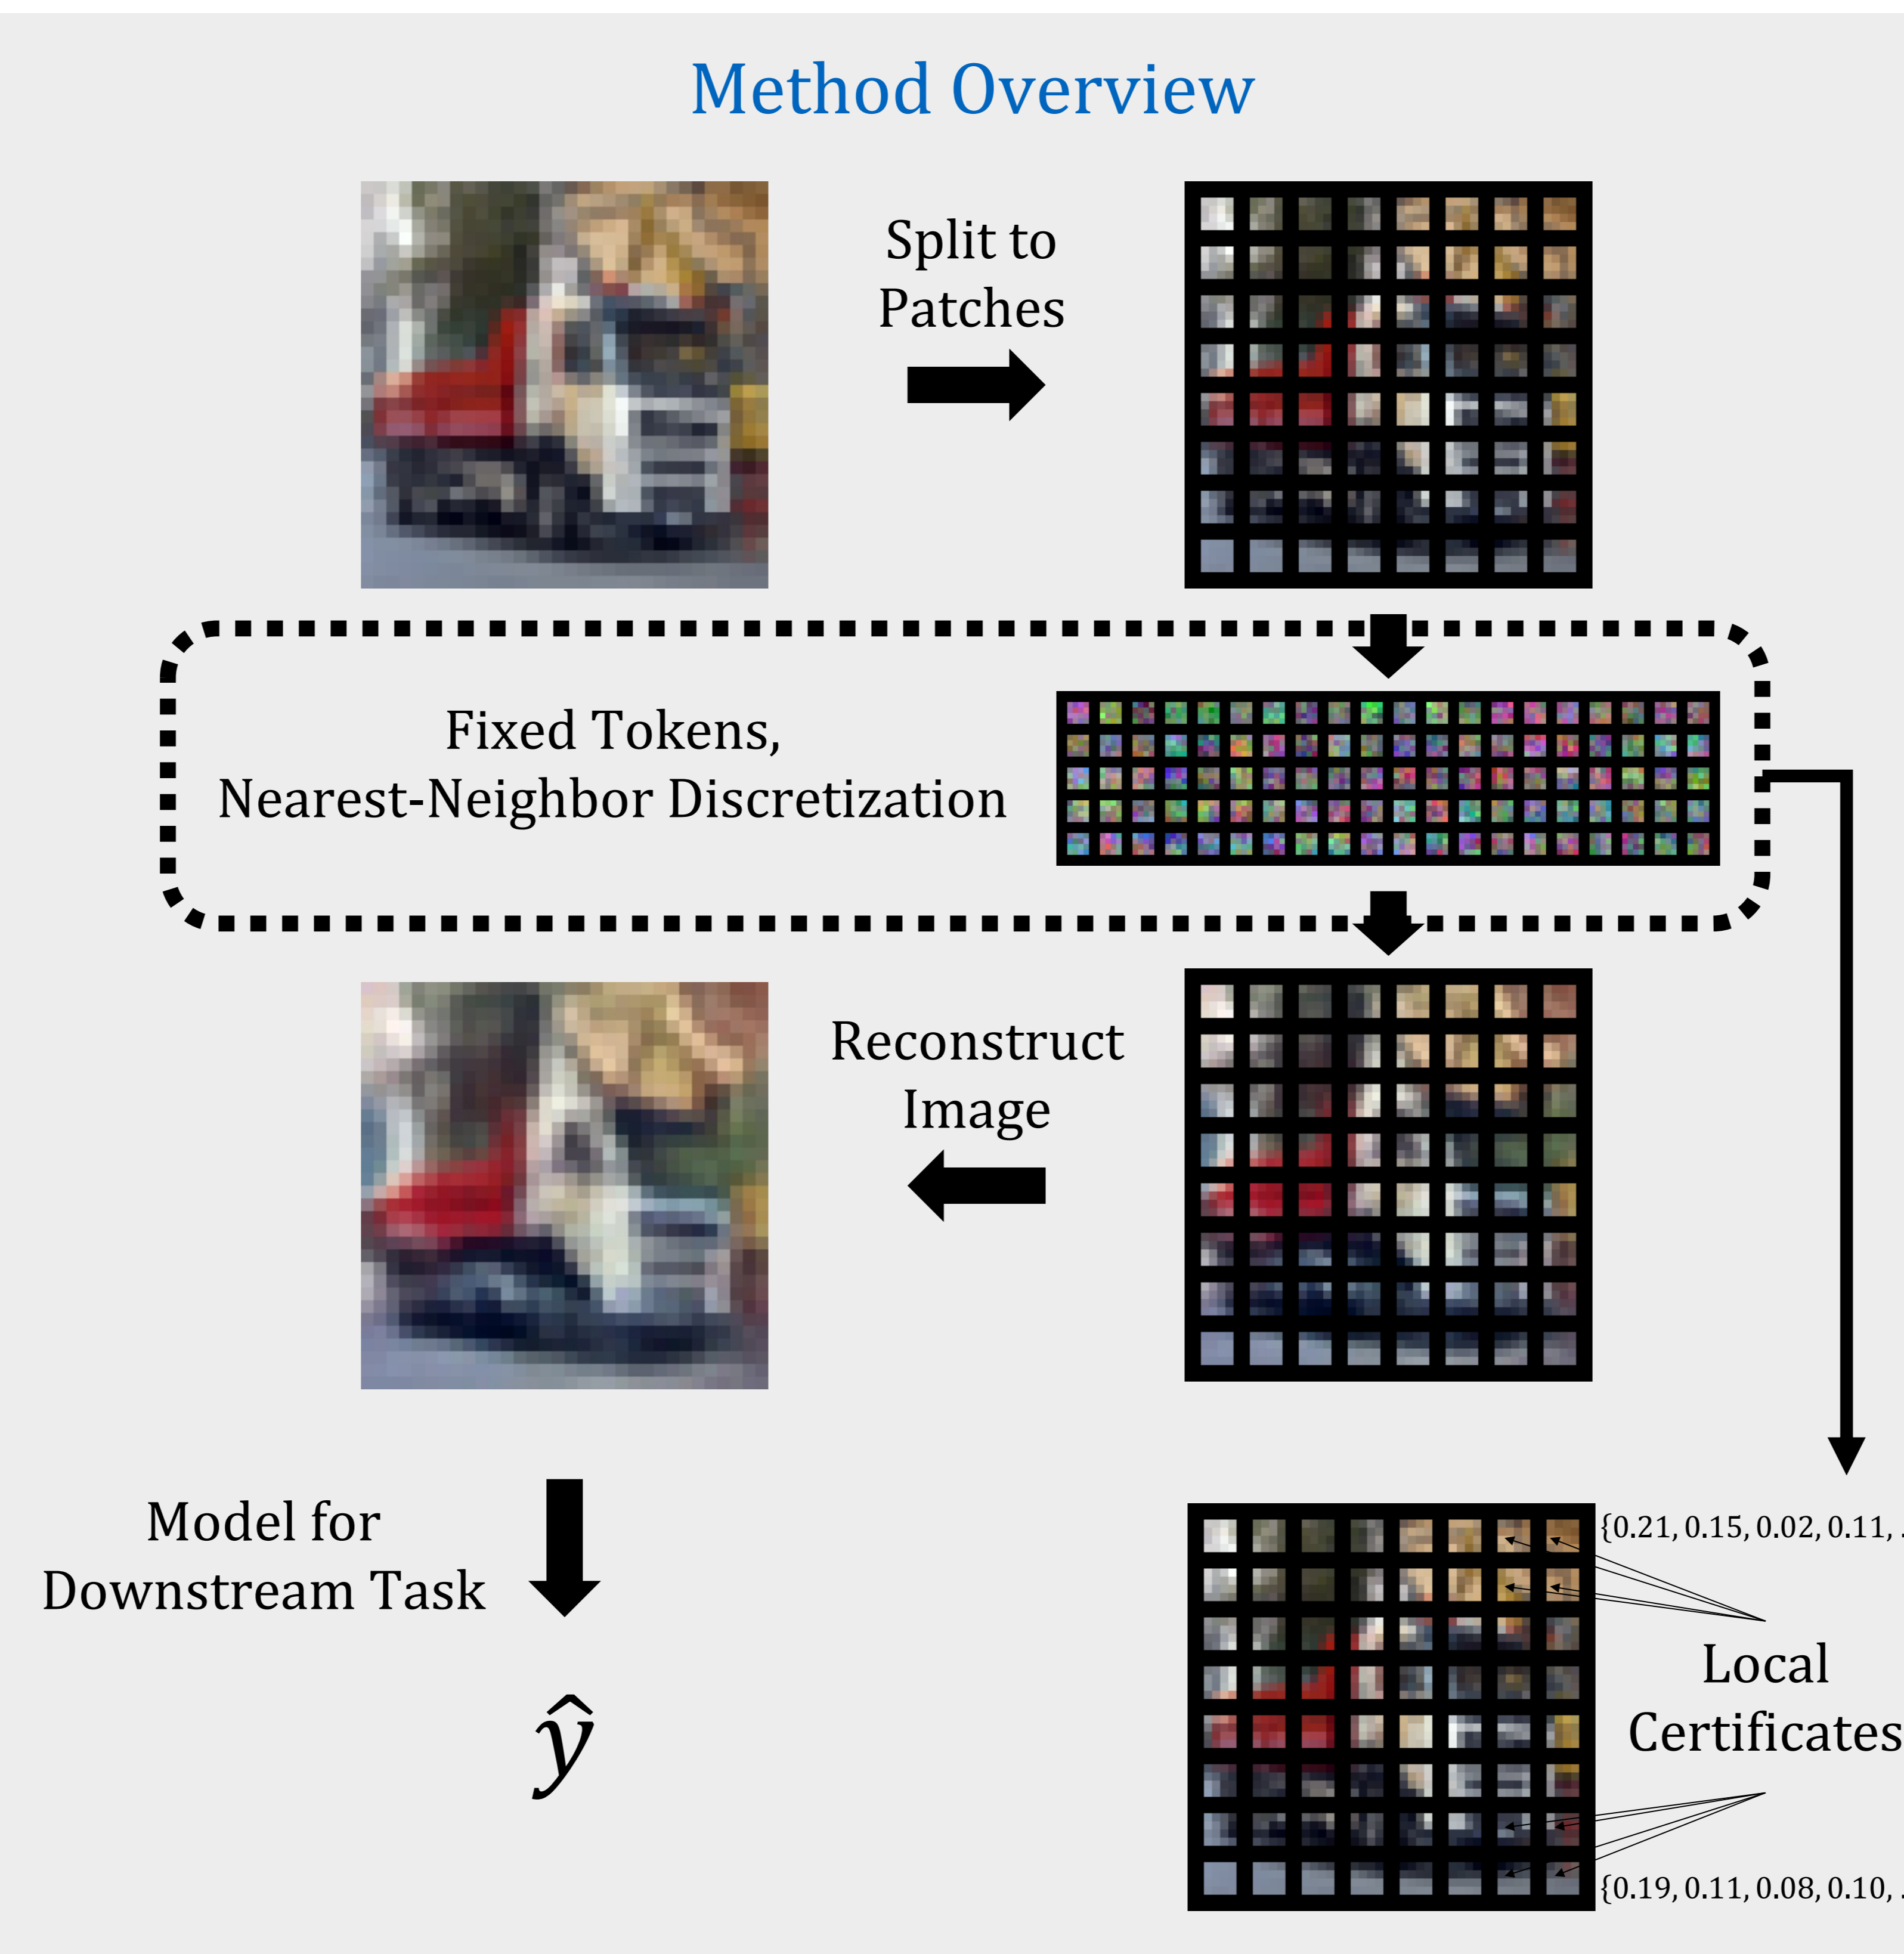 Method Overview
Split to
Patches
Fixed Tokens,
Nearest-Neighbor Discretization
Reconstruct
Image
Model for
Downstream Task
ŷ
{0.21, 0.15, 0.02, 0.11, .
Local
Certificates
{0.19, 0.11, 0.08, 0.10, .